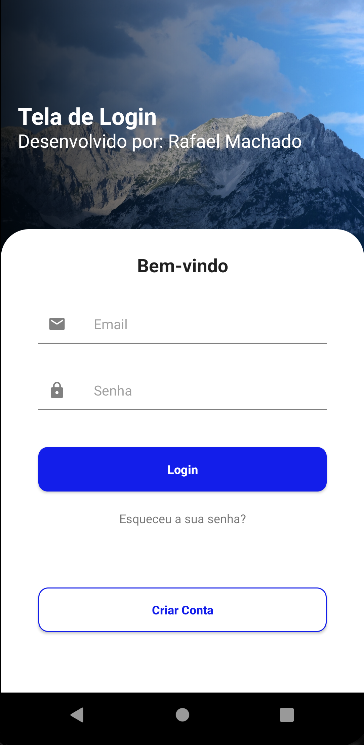 Tela de Login
Desenvolvido por: Rafael Machado
Bem-vindo
Email
Senha
Login
Esqueceu a sua senha?
Criar Conta